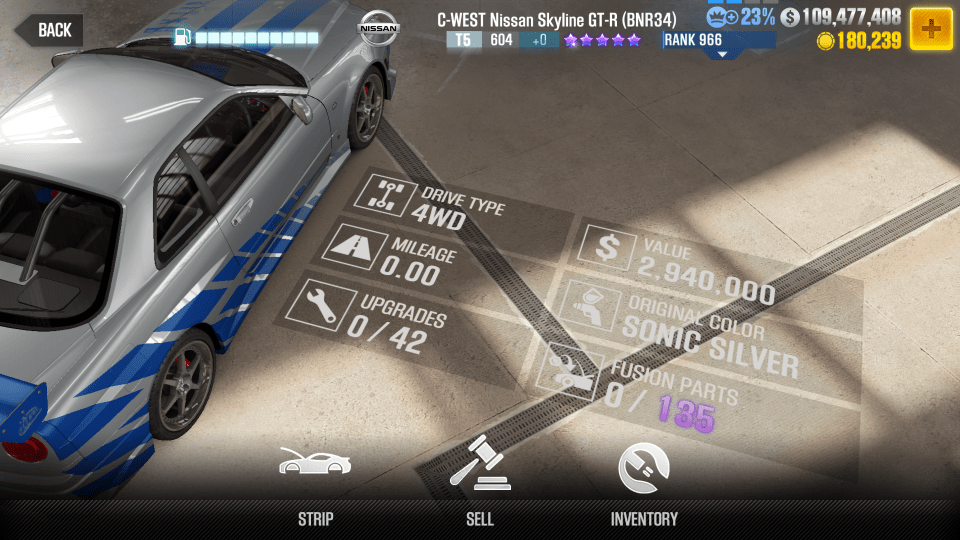 BACK
NISSAN
C-WEST Nissan Skyline GT-R (BNR34)
T5 604 +0
RANK 966
23% $ 109,477,408
180,239
DRIVE TYPE
4WD
MILEAGE
0.00
UPGRADES
0 / 42
$ VALUE
2,940,000
ORIGINAL COLOR
SONIC SILVER
FUSION PARTS
0 / 135
STRIP
SELL
INVENTORY